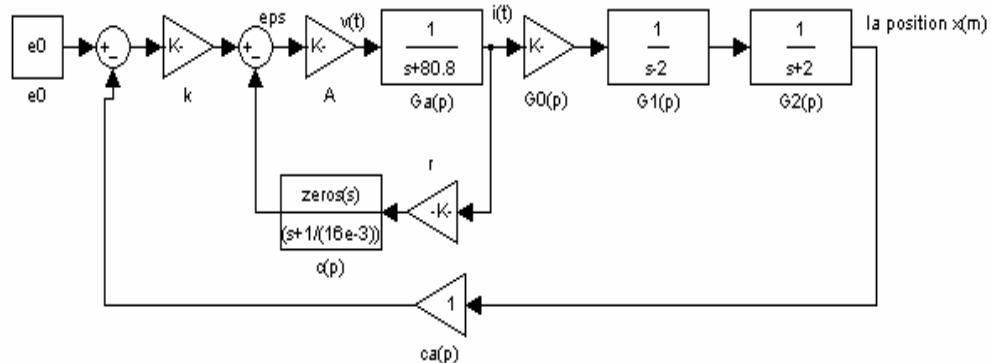 eps
v(t)
i(t)
la position x(m)
e0
+
−
K-
+
−
K-
1
s+80.8
K-
1
s-2
1
s+2
e0
k
A
Ga(p)
G0(p)
G1(p)
G2(p)
r
zeros(s)
(s+1/(16e-3))
-K-
c(p)
1
ca(p)